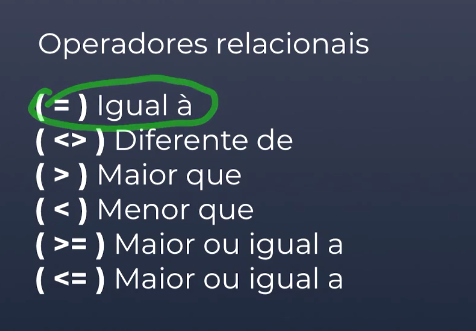 Operadores relacionais
( = ) Igual à
( <> ) Diferente de
( > ) Maior que
( < ) Menor que
( >= ) Maior ou igual a
( <= ) Maior ou igual a